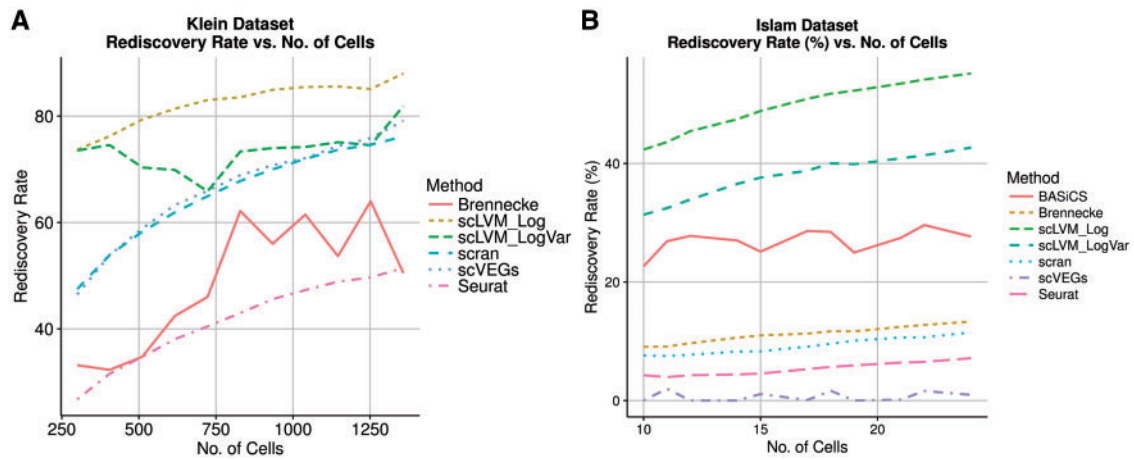 A
Klein Dataset
Rediscovery Rate vs. No. of Cells
Rediscovery Rate
80
60
40
250
500
750
1000
1250
No. of Cells
Method
Brennecke
scLVM_Log
scLVM_LogVar
scran
scVEGs
Seurat
B
Islam Dataset
Rediscovery Rate (%) vs. No. of Cells
Rediscovery Rate (%)
40
20
0
10
15
20
No. of Cells
Method
BASiCS
Brennecke
scLVM_Log
scLVM_LogVar
scran
scVEGs
Seurat